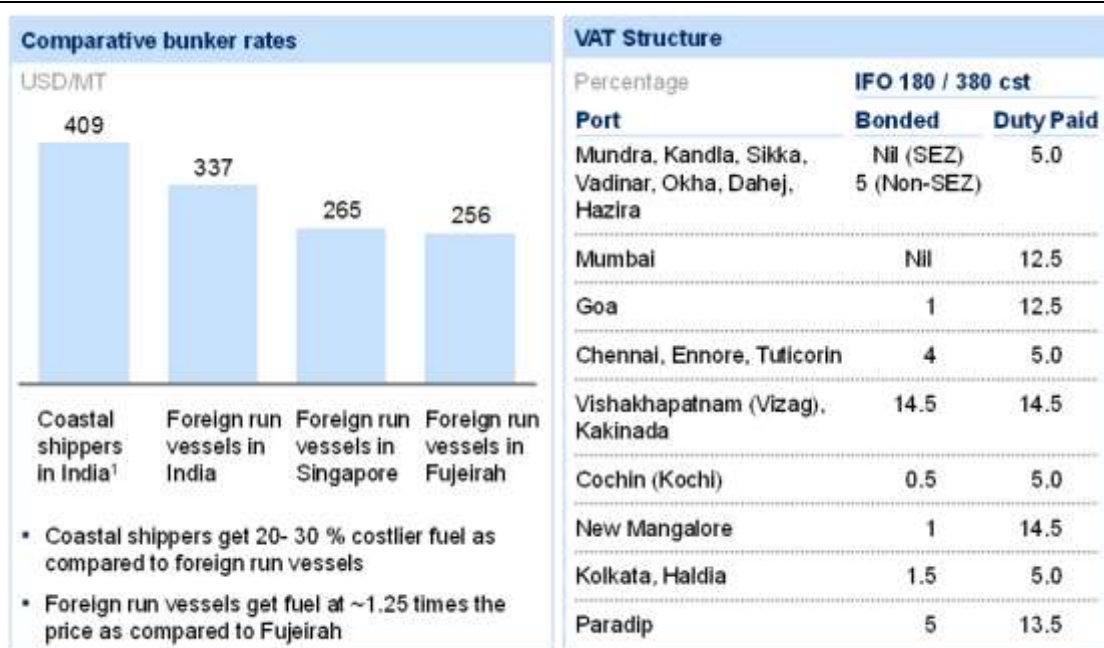 Comparative bunker rates
USD/MT
409
337
265
256
Coastal shippers in India¹
Foreign run vessels in India
Foreign run vessels in Singapore
Foreign run vessels in Fujeirah
• Coastal shippers get 20- 30 % costlier fuel as
compared to foreign run vessels
• Foreign run vessels get fuel at ~1.25 times the
price as compared to Fujeirah
VAT Structure
Percentage IFO 180 / 380 cst
Port Bonded Duty Paid
Mundra, Kandla, Sikka, Nil (SEZ) 5.0
Vadinar, Okha, Dahej, 5 (Non-SEZ)
Hazira
Mumbai Nil 12.5
Goa 1 12.5
Chennai, Ennore, Tuticorin 4 5.0
Vishakhapatnam (Vizag), 14.5 14.5
Kakinada
Cochin (Kochi) 0.5 5.0
New Mangalore 1 14.5
Kolkata, Haldia 1.5 5.0
Paradip 5 13.5